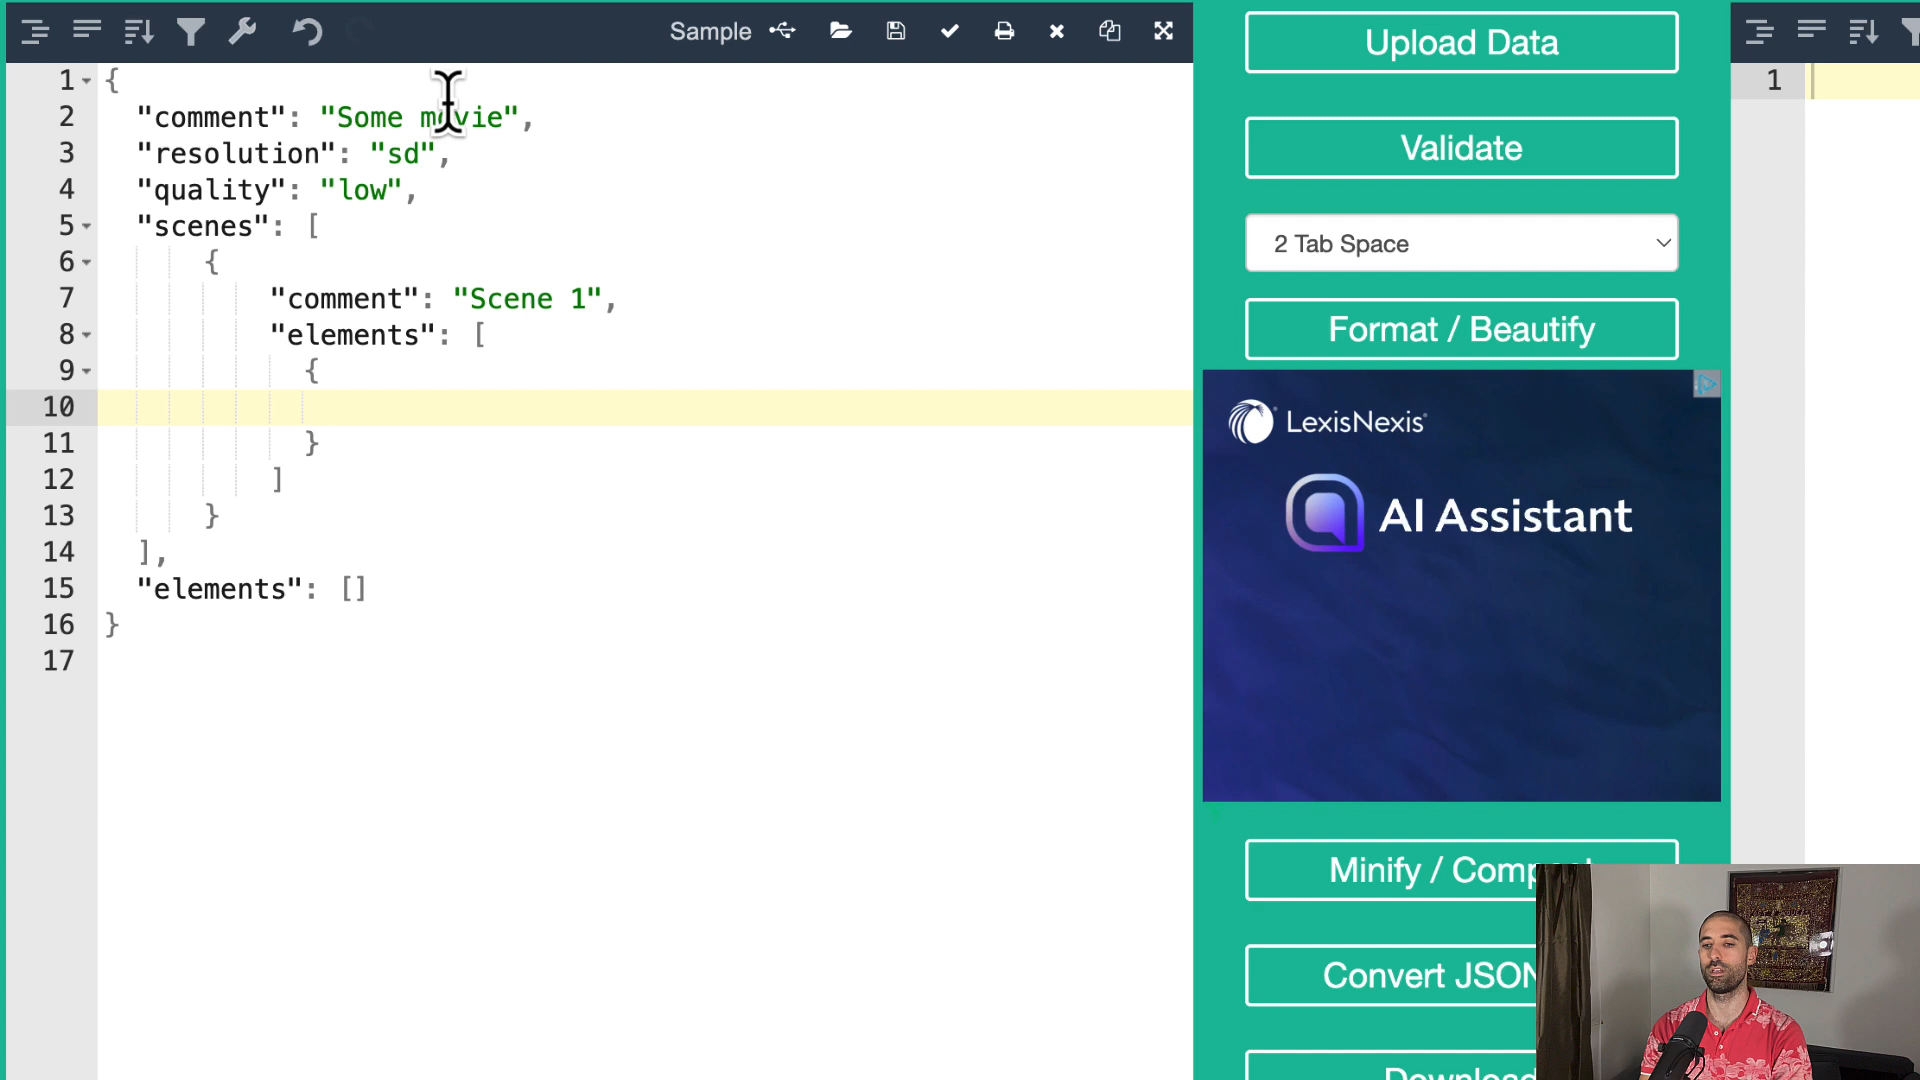 Sample
1 {
2 "comment": "Some movie",
3 "resolution": "sd",
4 "quality": "low",
5 "scenes": [
6 {
7 "comment": "Scene 1",
8 "elements": [
9 {
10
11 }
12 ]
13 }
14 ],
15 "elements": []
16 }
17
Upload Data
Validate
2 Tab Space
Format / Beautify
LexisNexis
AI Assistant
Minify / Comp
Convert JSON
Download
1